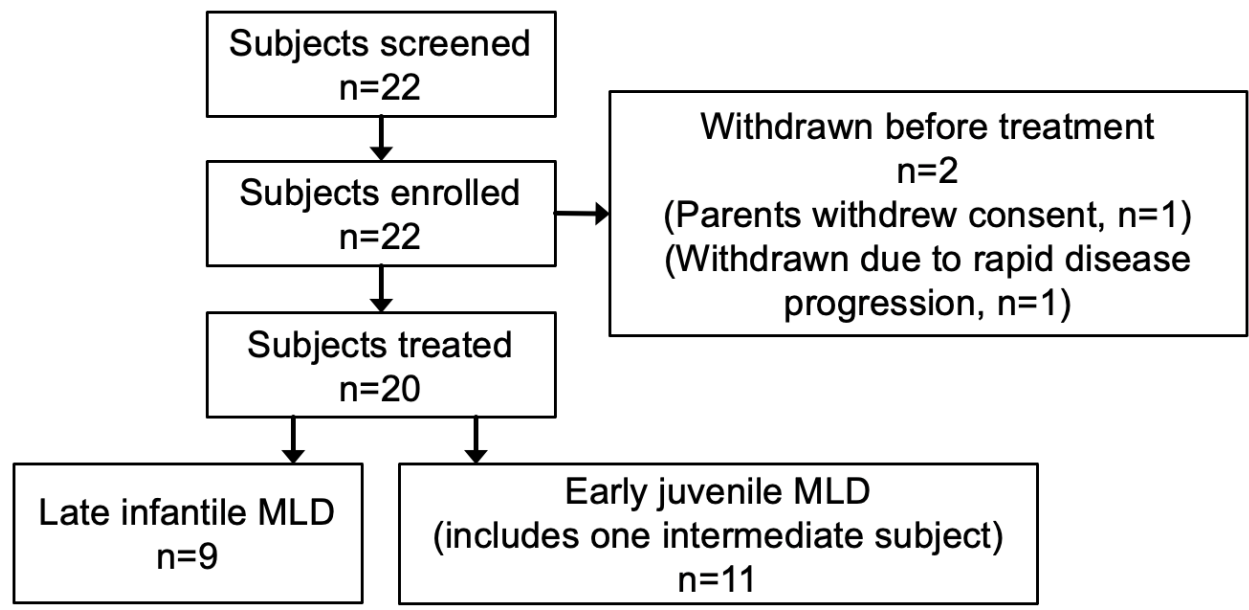 Subjects screened
n=22
Withdrawn before treatment
n=2
(Parents withdrew consent, n=1)
(Withdrawn due to rapid disease
progression, n=1)
Subjects enrolled
n=22
Subjects treated
n=20
Late infantile MLD
n=9
Early juvenile MLD
(includes one intermediate subject)
n=11